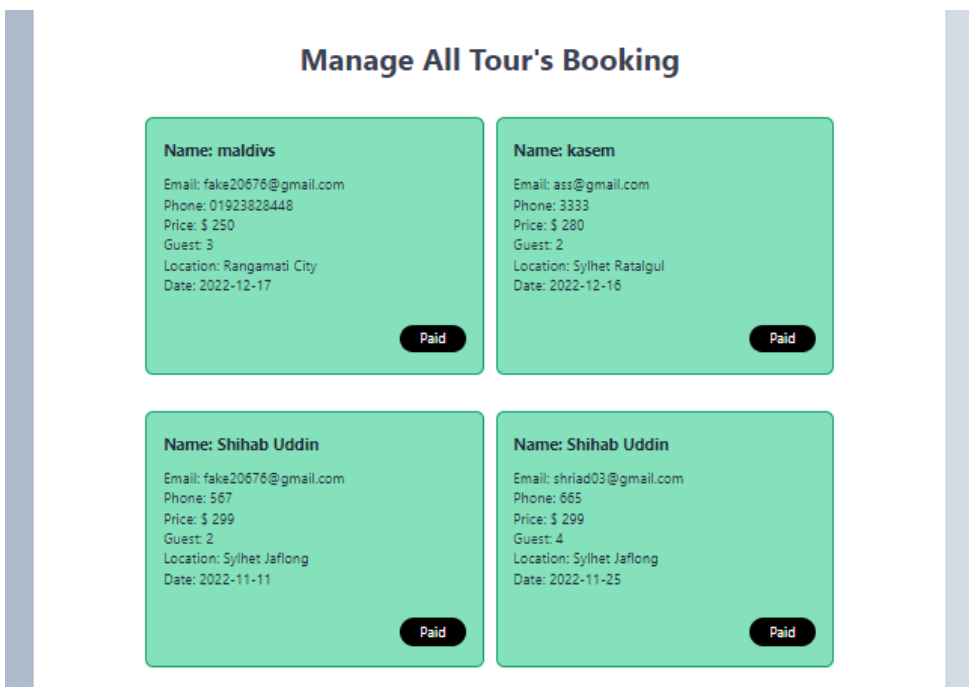 Manage All Tour's Booking
Name: maldivs
Email: fake20676@gmail.com
Phone: 01923828448
Price: $ 250
Guest: 3
Location: Rangamati City
Date: 2022-12-17
Paid
Name: kasem
Email: ass@gmail.com
Phone: 3333
Price: $ 280
Guest: 2
Location: Sylhet Ratalgul
Date: 2022-12-16
Paid
Name: Shihab Uddin
Email: fake20676@gmail.com
Phone: 567
Price: $ 299
Guest: 2
Location: Sylhet Jaflong
Date: 2022-11-11
Paid
Name: Shihab Uddin
Email: shriad03@gmail.com
Phone: 665
Price: $ 299
Guest: 4
Location: Sylhet Jaflong
Date: 2022-11-25
Paid